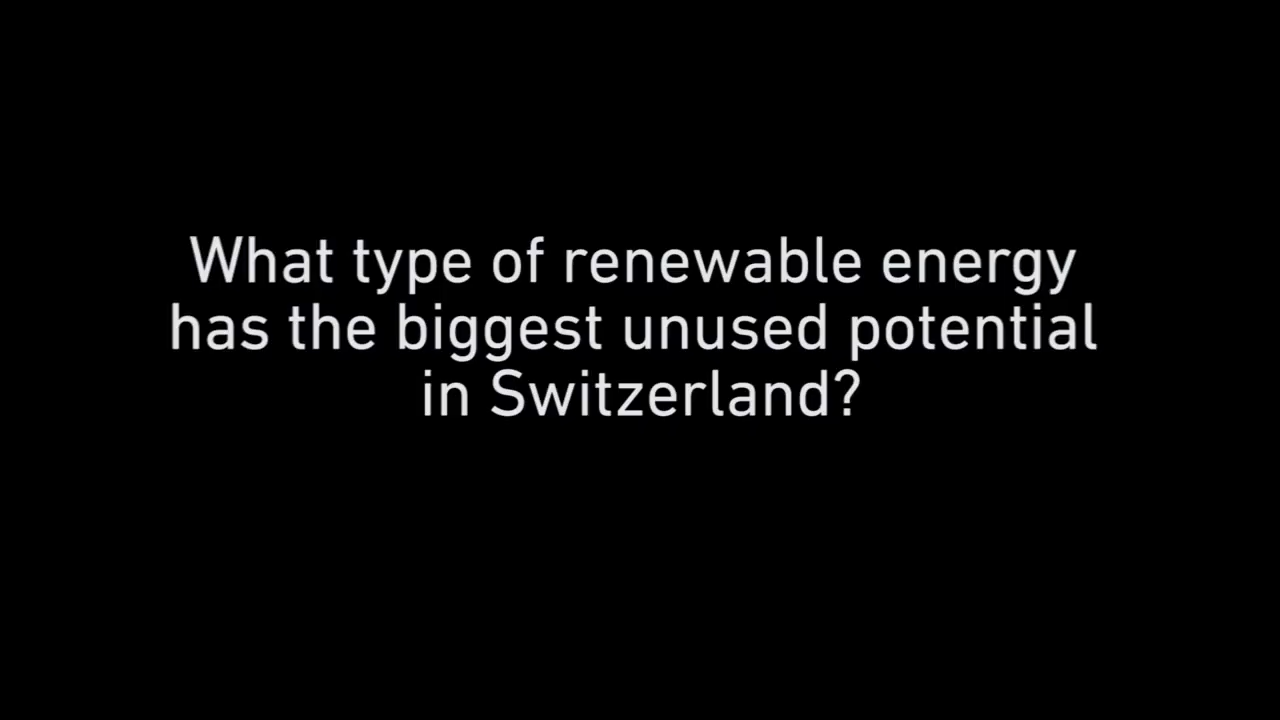 What type of renewable energy
has the biggest unused potential
in Switzerland?